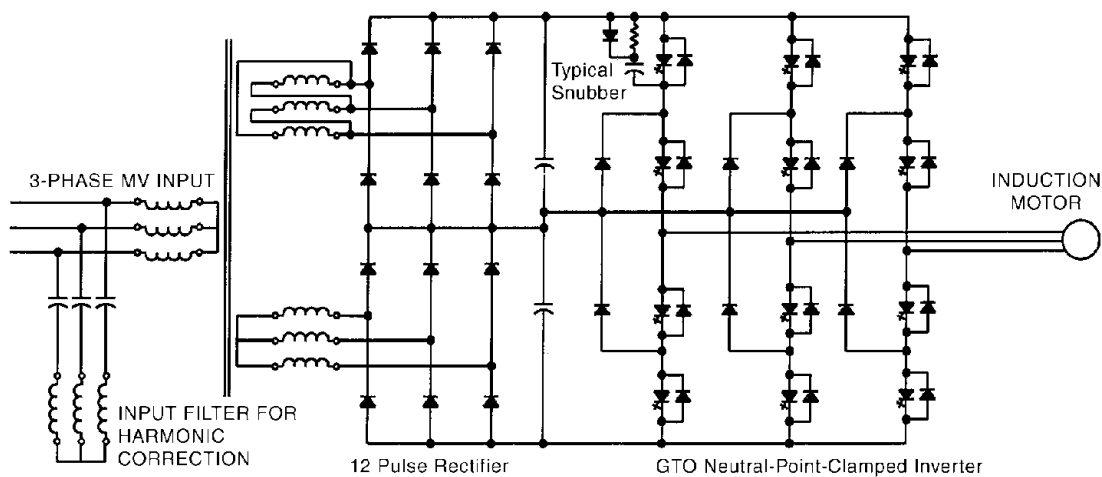 Typical
Snubber
3-PHASE MV INPUT
INDUCTION
MOTOR
INPUT FILTER FOR
HARMONIC
CORRECTION
12 Pulse Rectifier
GTO Neutral-Point-Clamped Inverter